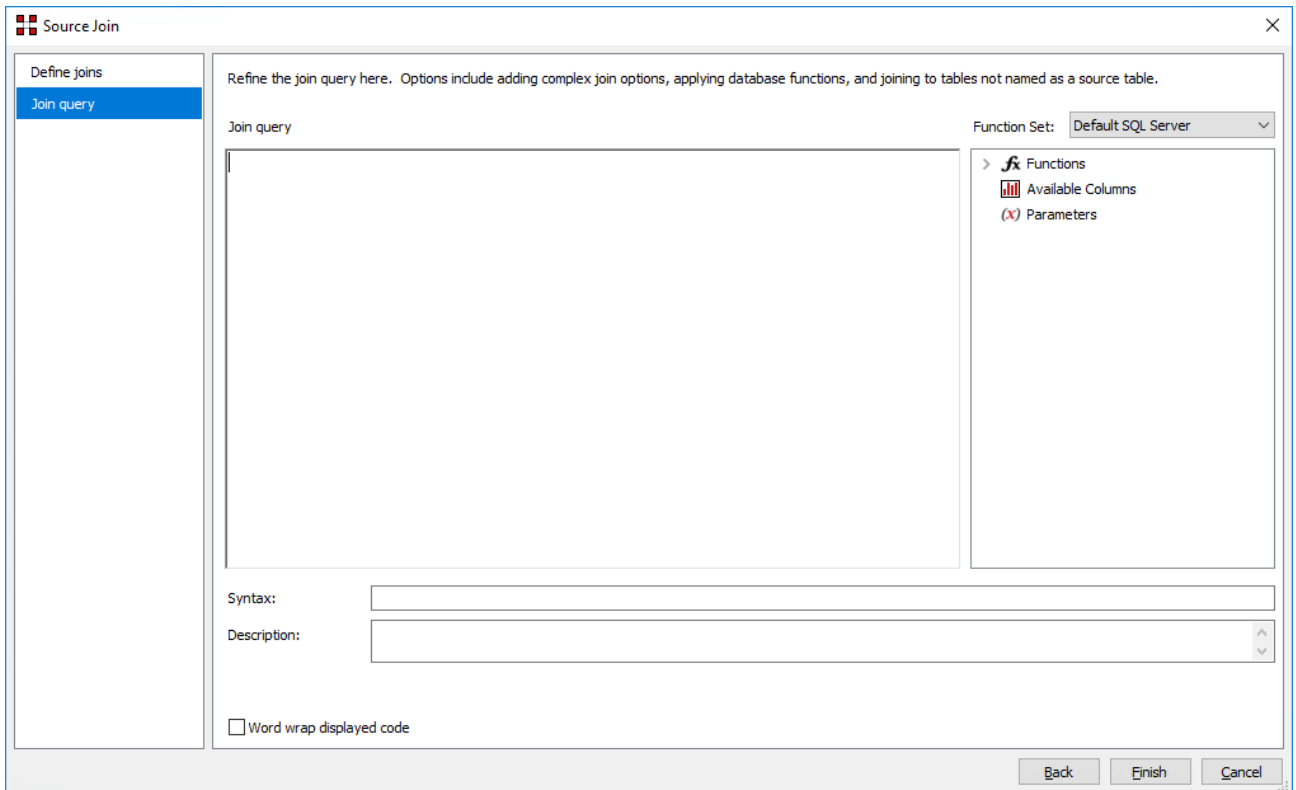 Source Join
Define joins
Join query
Refine the join query here.  Options include adding complex join options, applying database functions, and joining to tables not named as a source table.
Join query
Function Set: Default SQL Server
fx Functions
Available Columns
(x) Parameters
Syntax:
Description:
Word wrap displayed code
Back Finish Cancel